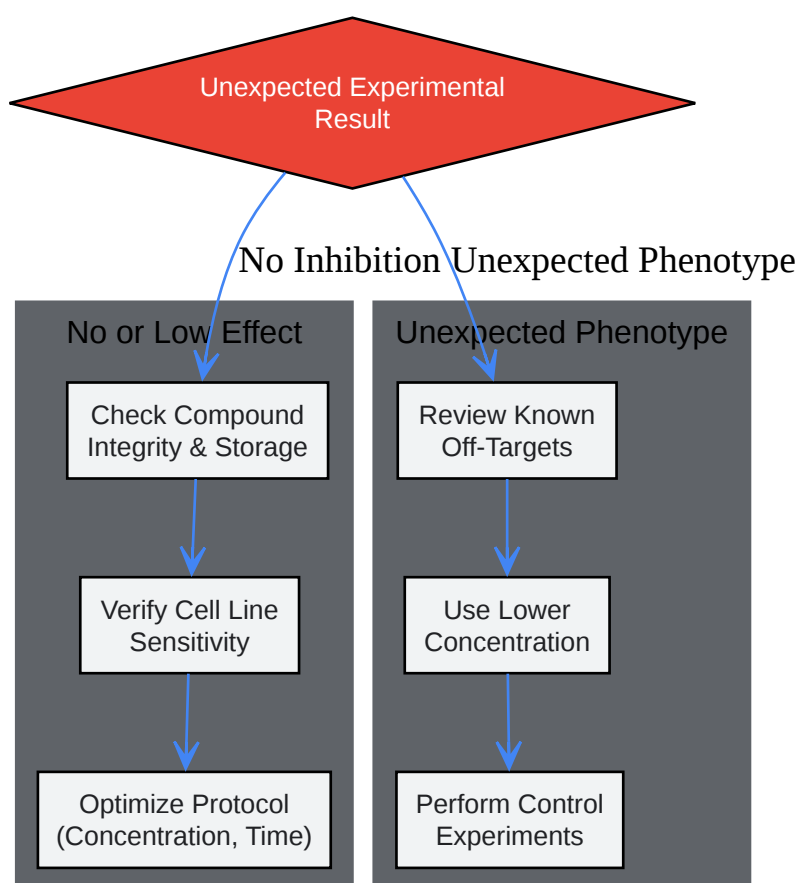 Unexpected Experimental
Result
No Inhibition Unexpected Phenotype
No or Low Effect
Check Compound
Integrity & Storage
Verify Cell Line
Sensitivity
Optimize Protocol
(Concentration, Time)
Unexpected Phenotype
Review Known
Off-Targets
Use Lower
Concentration
Perform Control
Experiments